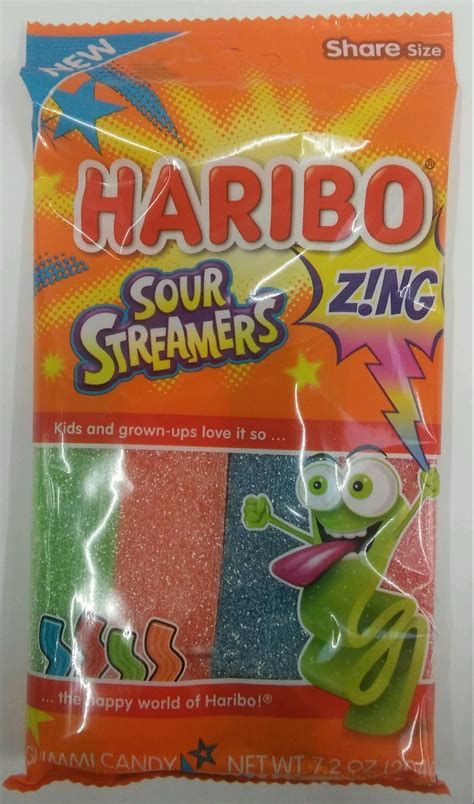 NEW
Share Size
HARIBO®
SOUR
STREAMERS
Z!NG
Kids and grown-ups love it so ...
... the happy world of Haribo!®
GUMMI CANDY NET WT. 7.2 OZ (204